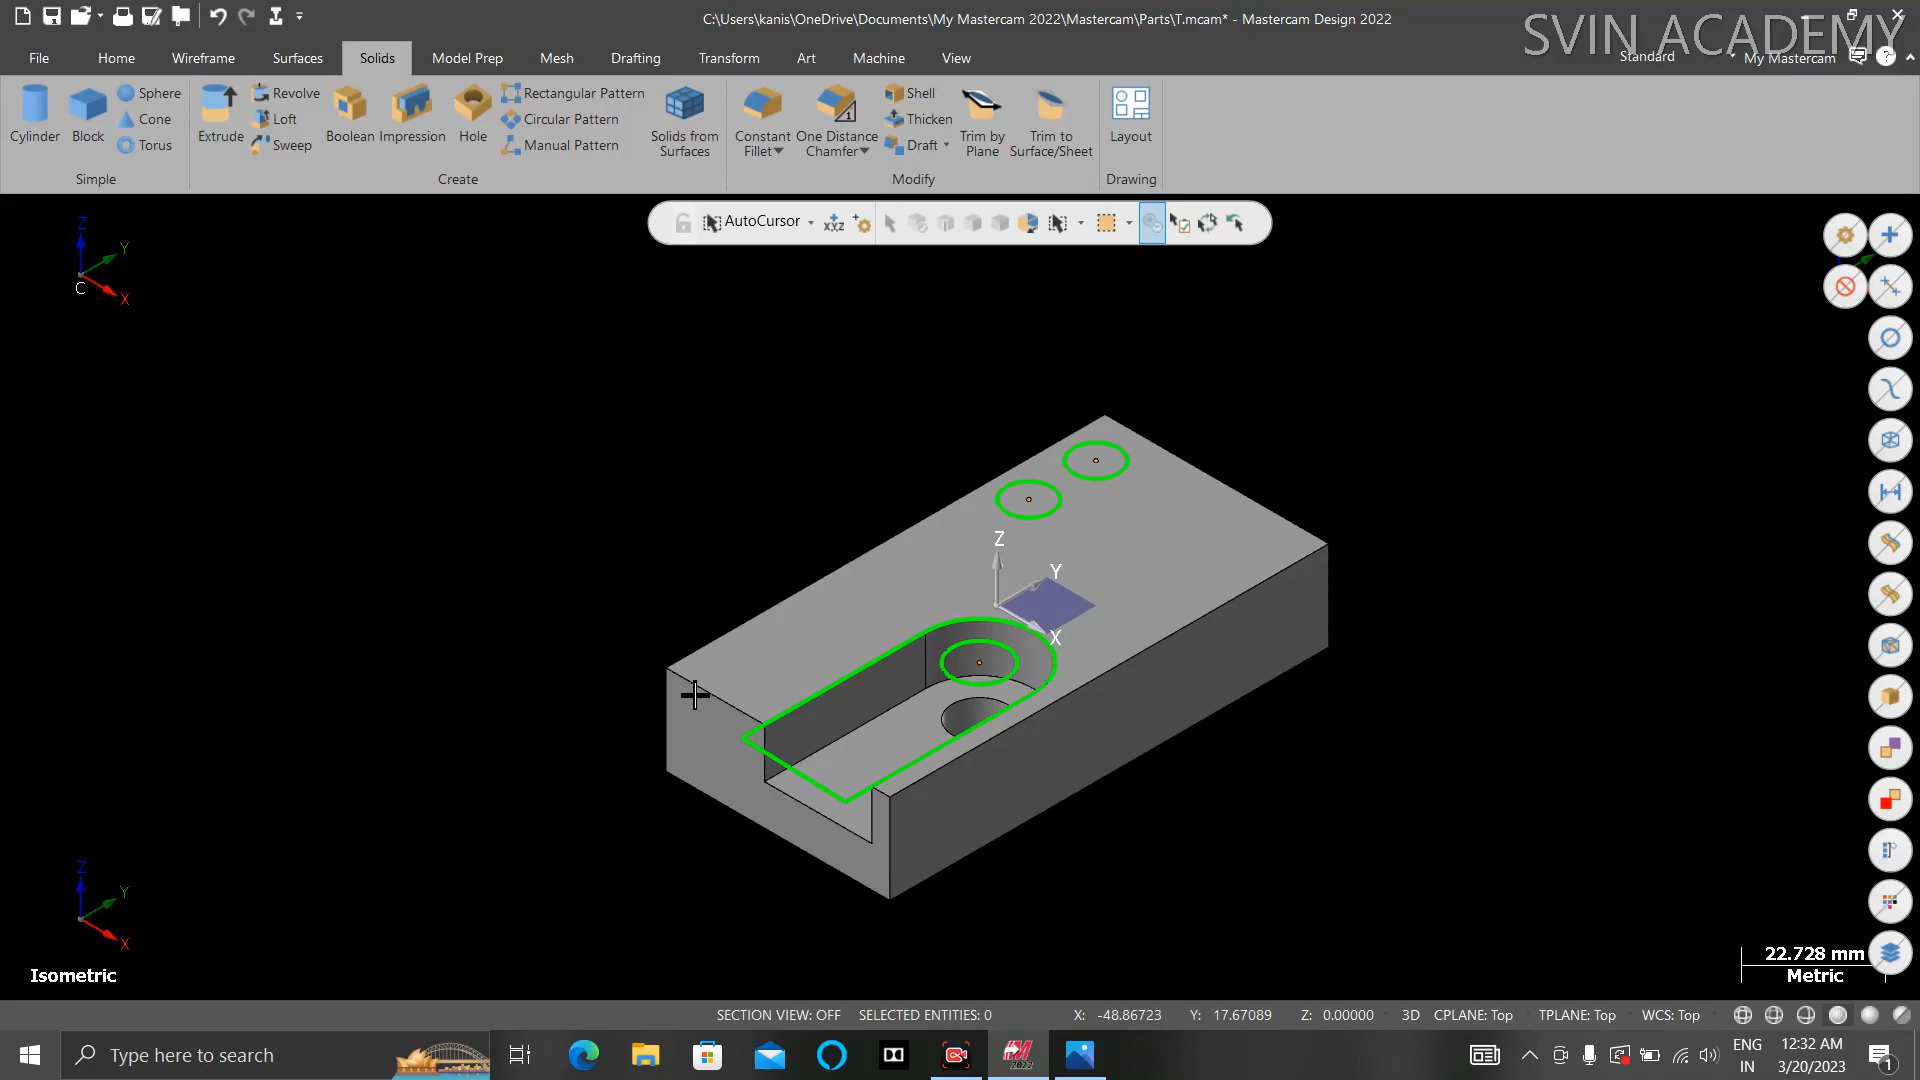 C:\Users\kanis\OneDrive\Documents\My Mastercam 2022\Mastercam\Parts\T.mcam* - Mastercam Design 2022
SVIN ACADEMY
File Home Wireframe Surfaces Solids Model Prep Mesh Drafting Transform Art Machine View Standard My Mastercam
Cylinder Block Sphere Cone Torus
Simple
Extrude Revolve Loft Sweep Boolean Impression Hole Rectangular Pattern Circular Pattern Manual Pattern Solids from Surfaces
Create
Constant Fillet One Distance Chamfer Shell Thicken Draft Trim by Plane Trim to Surface/Sheet
Modify
Layout
Drawing
AutoCursor XYZ
Z Y X C
Z Y X
Z Y X
Isometric
22.728 mm
Metric
SECTION VIEW: OFF SELECTED ENTITIES: 0 X: -48.86723 Y: 17.67089 Z: 0.00000 3D CPLANE: Top TPLANE: Top WCS: Top
Type here to search
2022
ENG IN
12:32 AM
3/20/2023
1